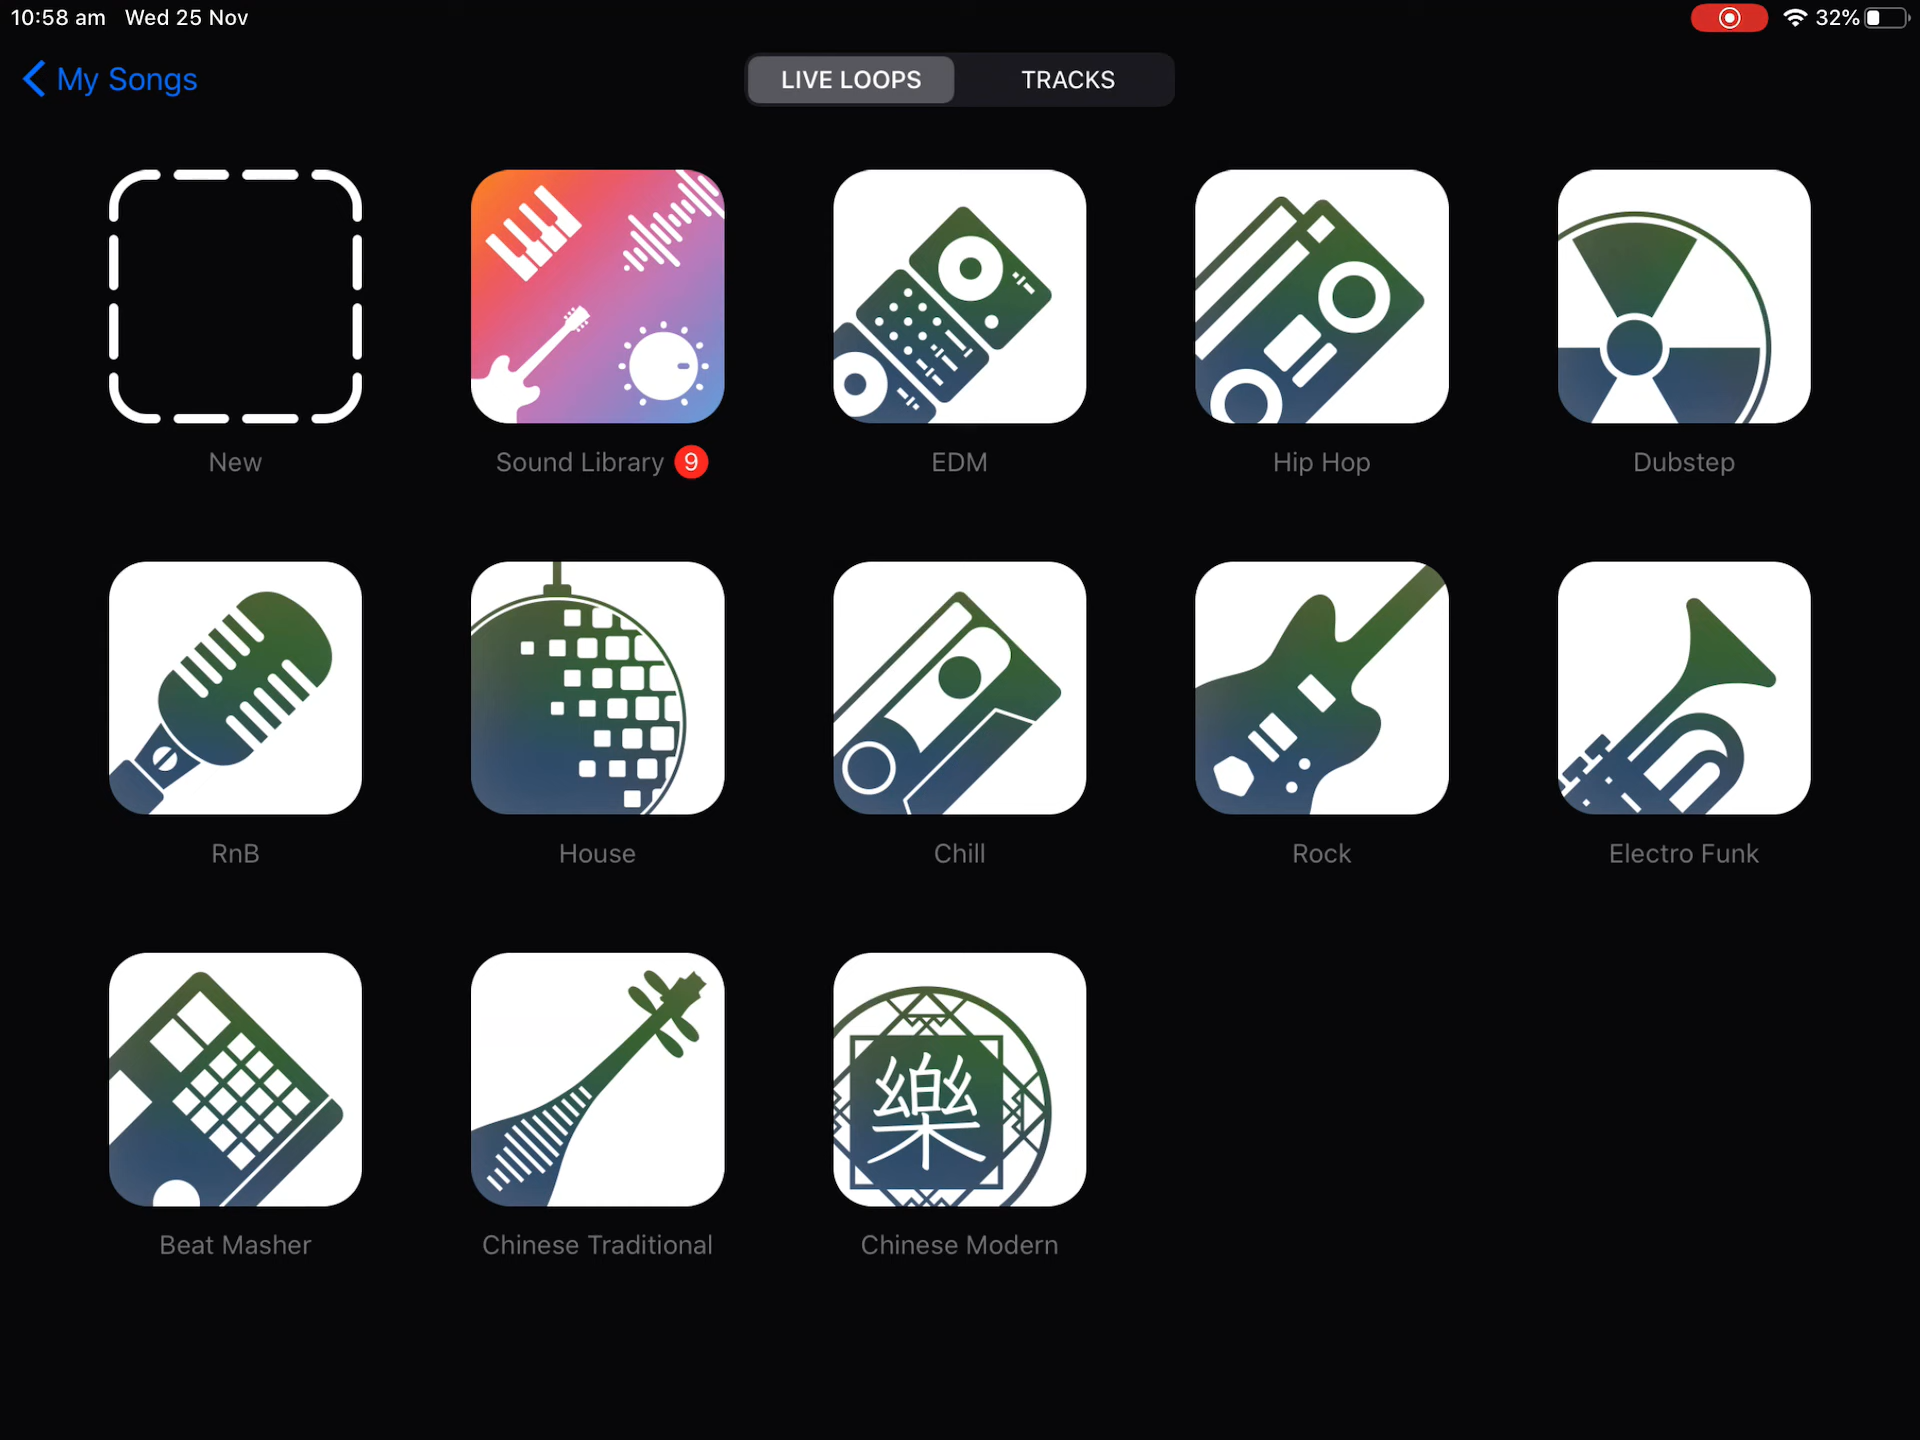 10:58 am Wed 25 Nov 32%
My Songs LIVE LOOPS TRACKS
New Sound Library 9 EDM Hip Hop Dubstep
RnB House Chill Rock Electro Funk
樂
Beat Masher Chinese Traditional Chinese Modern